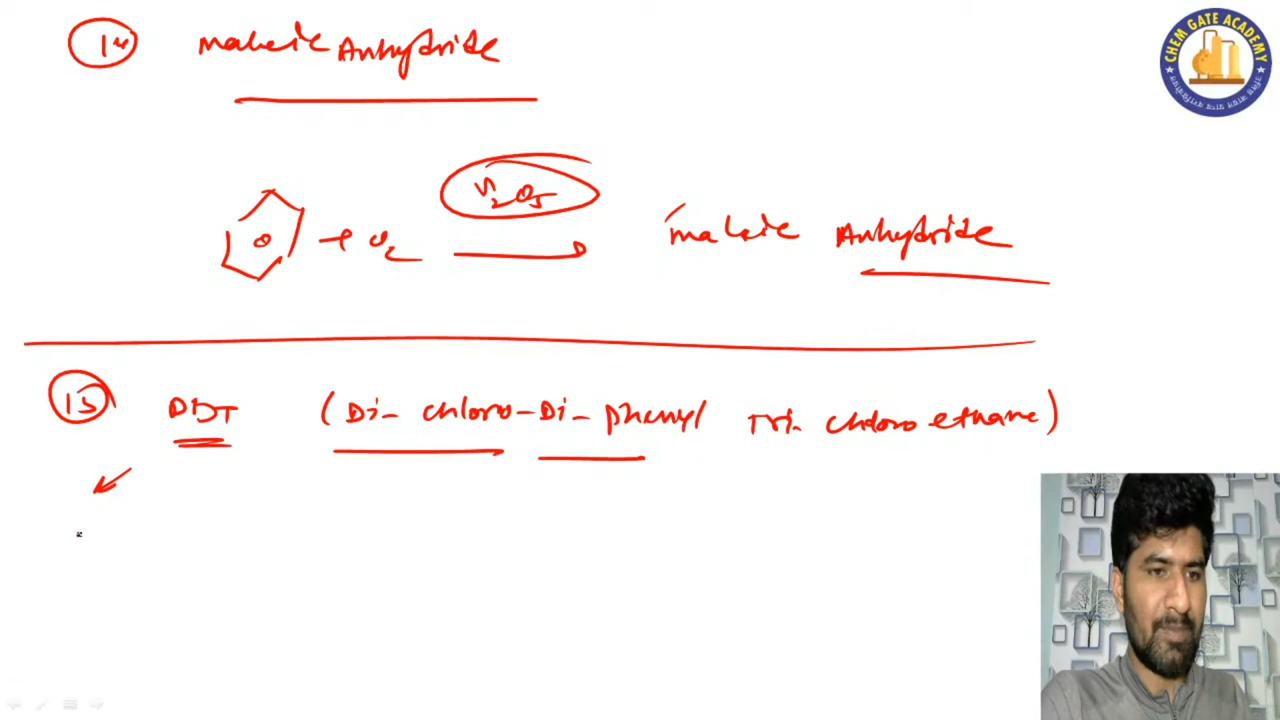 14 Maleic Anhydride
CHEM GATE ACADEMY
V2O5
+ O2 maleic Anhydride
15 DDT (Di- chloro-Di- phenyl Tri- chloro ethane)